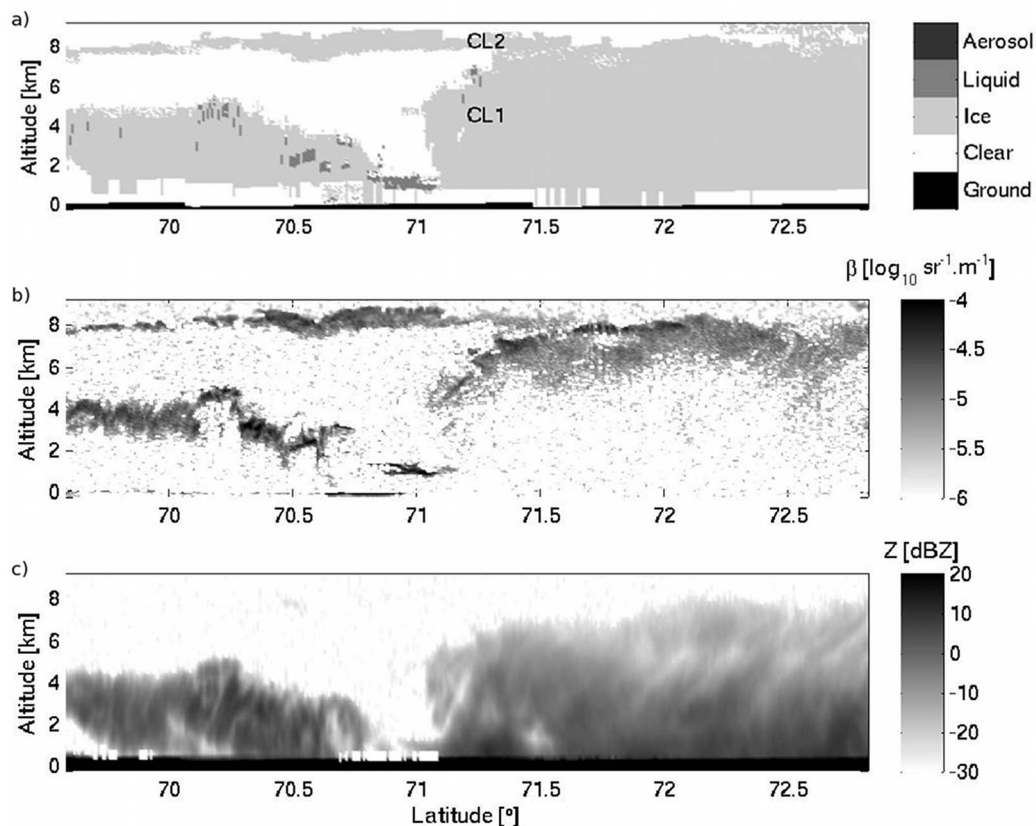 a)
8
6
4
2
0
Altitude [km]
CL2
CL1
70
70.5
71
71.5
72
72.5
Aerosol
Liquid
Ice
Clear
Ground
b)
8
6
4
2
0
Altitude [km]
70
70.5
71
71.5
72
72.5
β [log₁₀ sr⁻¹.m⁻¹]
-4
-4.5
-5
-5.5
-6
c)
8
6
4
2
0
Altitude [km]
70
70.5
71
71.5
72
72.5
Latitude [°]
Z [dBZ]
20
10
0
-10
-20
-30